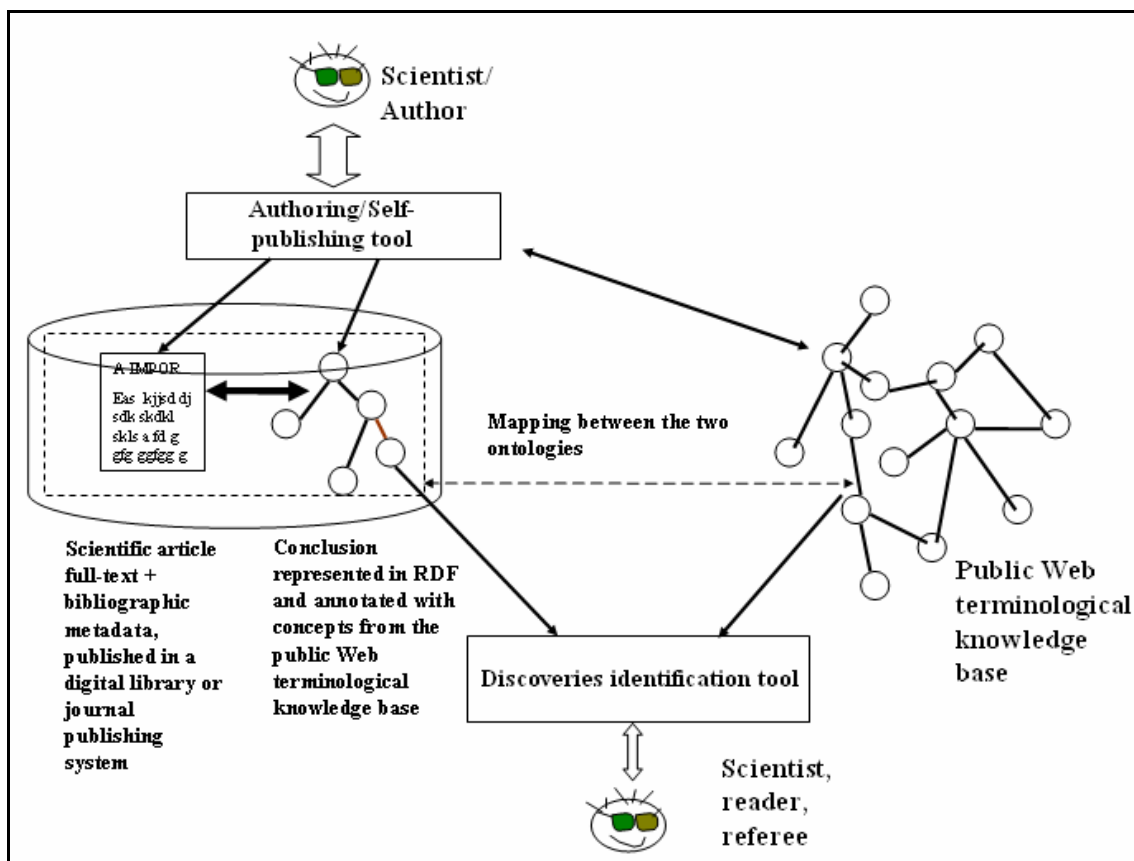 Scientist/
Author
Authoring/Self-
publishing tool
A IMPOR
Eas kjjsd dj
sdk skdkl
skls a fd g
gfg ggfgg g
Mapping between the two
ontologies
Scientific article
full-text +
bibliographic
metadata,
published in a
digital library or
journal
publishing
system
Conclusion
represented in RDF
and annotated with
concepts from the
public Web
terminological
knowledge base
Public Web
terminological
knowledge
base
Discoveries identification tool
Scientist,
reader,
referee